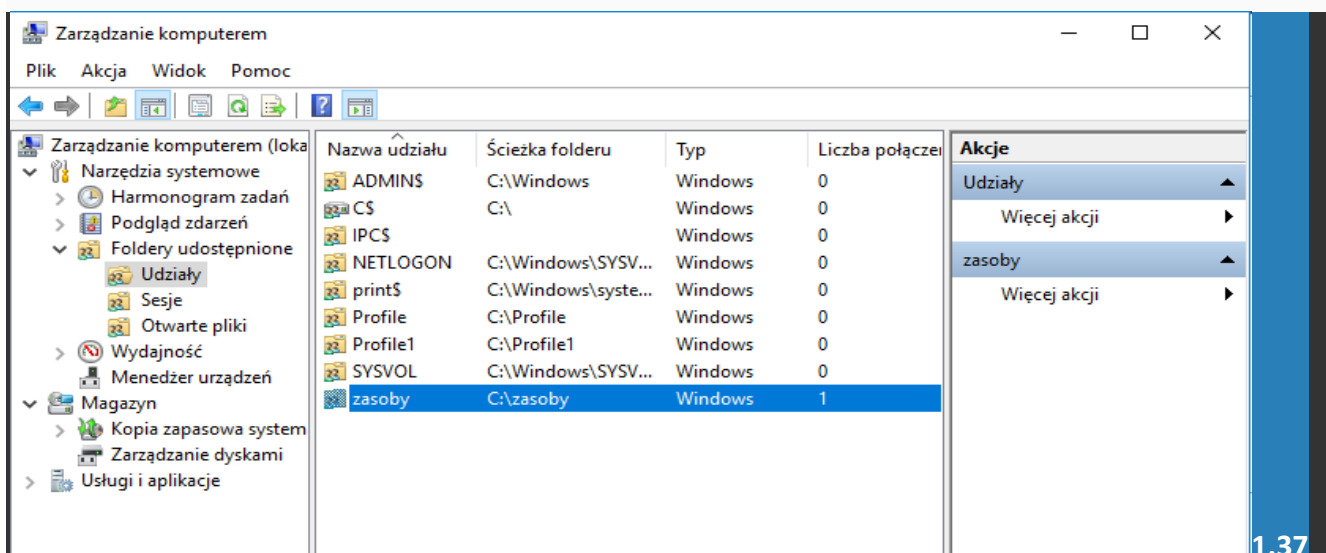 Zarządzanie komputerem
Plik Akcja Widok Pomoc
Zarządzanie komputerem (loka
Narzędzia systemowe
Harmonogram zadań
Podgląd zdarzeń
Foldery udostępnione
Udziały
Sesje
Otwarte pliki
Wydajność
Menedżer urządzeń
Magazyn
Kopia zapasowa system
Zarządzanie dyskami
Usługi i aplikacje
Nazwa udziału Ścieżka folderu Typ Liczba połączeı
ADMIN$ C:\Windows Windows 0
C$ C:\ Windows 0
IPC$ Windows 0
NETLOGON C:\Windows\SYSV... Windows 0
print$ C:\Windows\syste... Windows 0
Profile C:\Profile Windows 0
Profile1 C:\Profile1 Windows 0
SYSVOL C:\Windows\SYSV... Windows 0
zasoby C:\zasoby Windows 1
Akcje
Udziały
Więcej akcji
zasoby
Więcej akcji
1.37